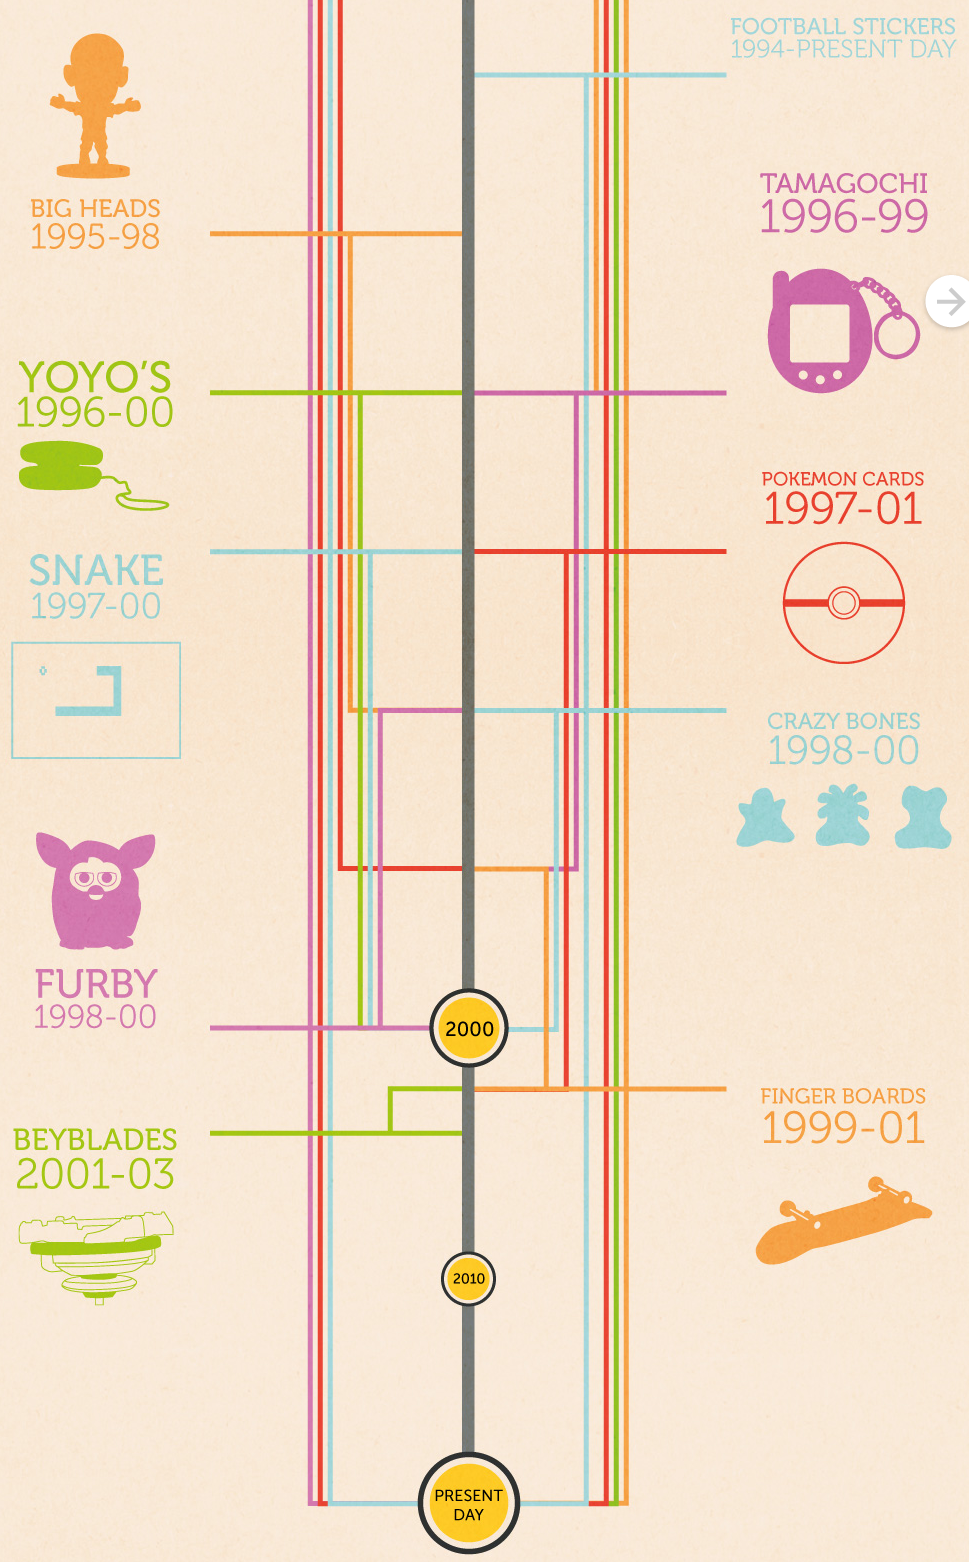 FOOTBALL STICKERS
1994-PRESENT DAY
BIG HEADS
1995-98
TAMAGOCHI
1996-99
YOYO'S
1996-00
POKEMON CARDS
1997-01
SNAKE
1997-00
CRAZY BONES
1998-00
FURBY
1998-00
2000
FINGER BOARDS
1999-01
BEYBLADES
2001-03
2010
PRESENT
DAY